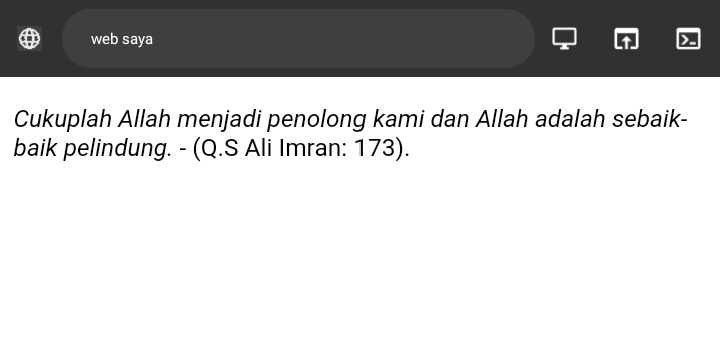 web saya
Cukuplah Allah menjadi penolong kami dan Allah adalah sebaik-
baik pelindung. - (Q.S Ali Imran: 173).